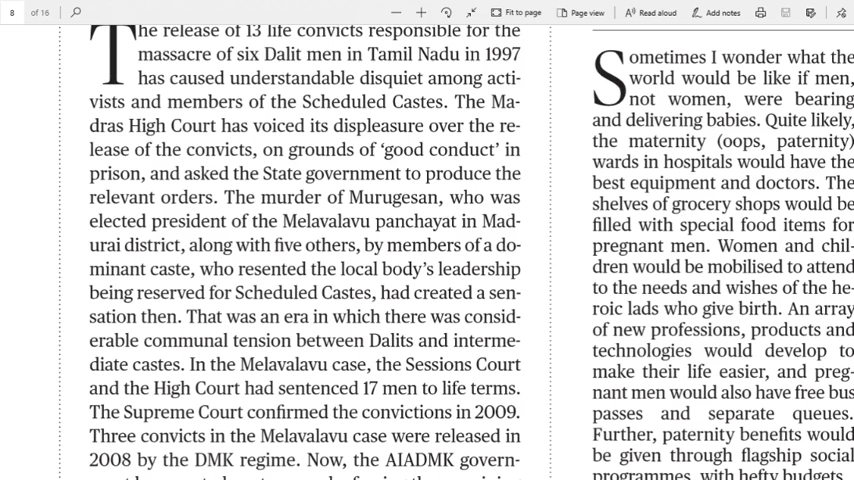 8 of 16 Fit to page Page view Read aloud Add notes
The release of 13 life convicts responsible for the
massacre of six Dalit men in Tamil Nadu in 1997
has caused understandable disquiet among acti-
vists and members of the Scheduled Castes. The Ma-
dras High Court has voiced its displeasure over the re-
lease of the convicts, on grounds of ‘good conduct’ in
prison, and asked the State government to produce the
relevant orders. The murder of Murugesan, who was
elected president of the Melavalavu panchayat in Mad-
urai district, along with five others, by members of a do-
minant caste, who resented the local body’s leadership
being reserved for Scheduled Castes, had created a sen-
sation then. That was an era in which there was consid-
erable communal tension between Dalits and interme-
diate castes. In the Melavalavu case, the Sessions Court
and the High Court had sentenced 17 men to life terms.
The Supreme Court confirmed the convictions in 2009.
Three convicts in the Melavalavu case were released in
2008 by the DMK regime. Now, the AIADMK govern-
Sometimes I wonder what the
world would be like if men,
not women, were bearing
and delivering babies. Quite likely,
the maternity (oops, paternity)
wards in hospitals would have the
best equipment and doctors. The
shelves of grocery shops would be
filled with special food items for
pregnant men. Women and chil-
dren would be mobilised to attend
to the needs and wishes of the he-
roic lads who give birth. An array
of new professions, products and
technologies would develop to
make their life easier, and preg-
nant men would also have free bus
passes and separate queues.
Further, paternity benefits would
be given through flagship social
programmes, with hefty budgets.